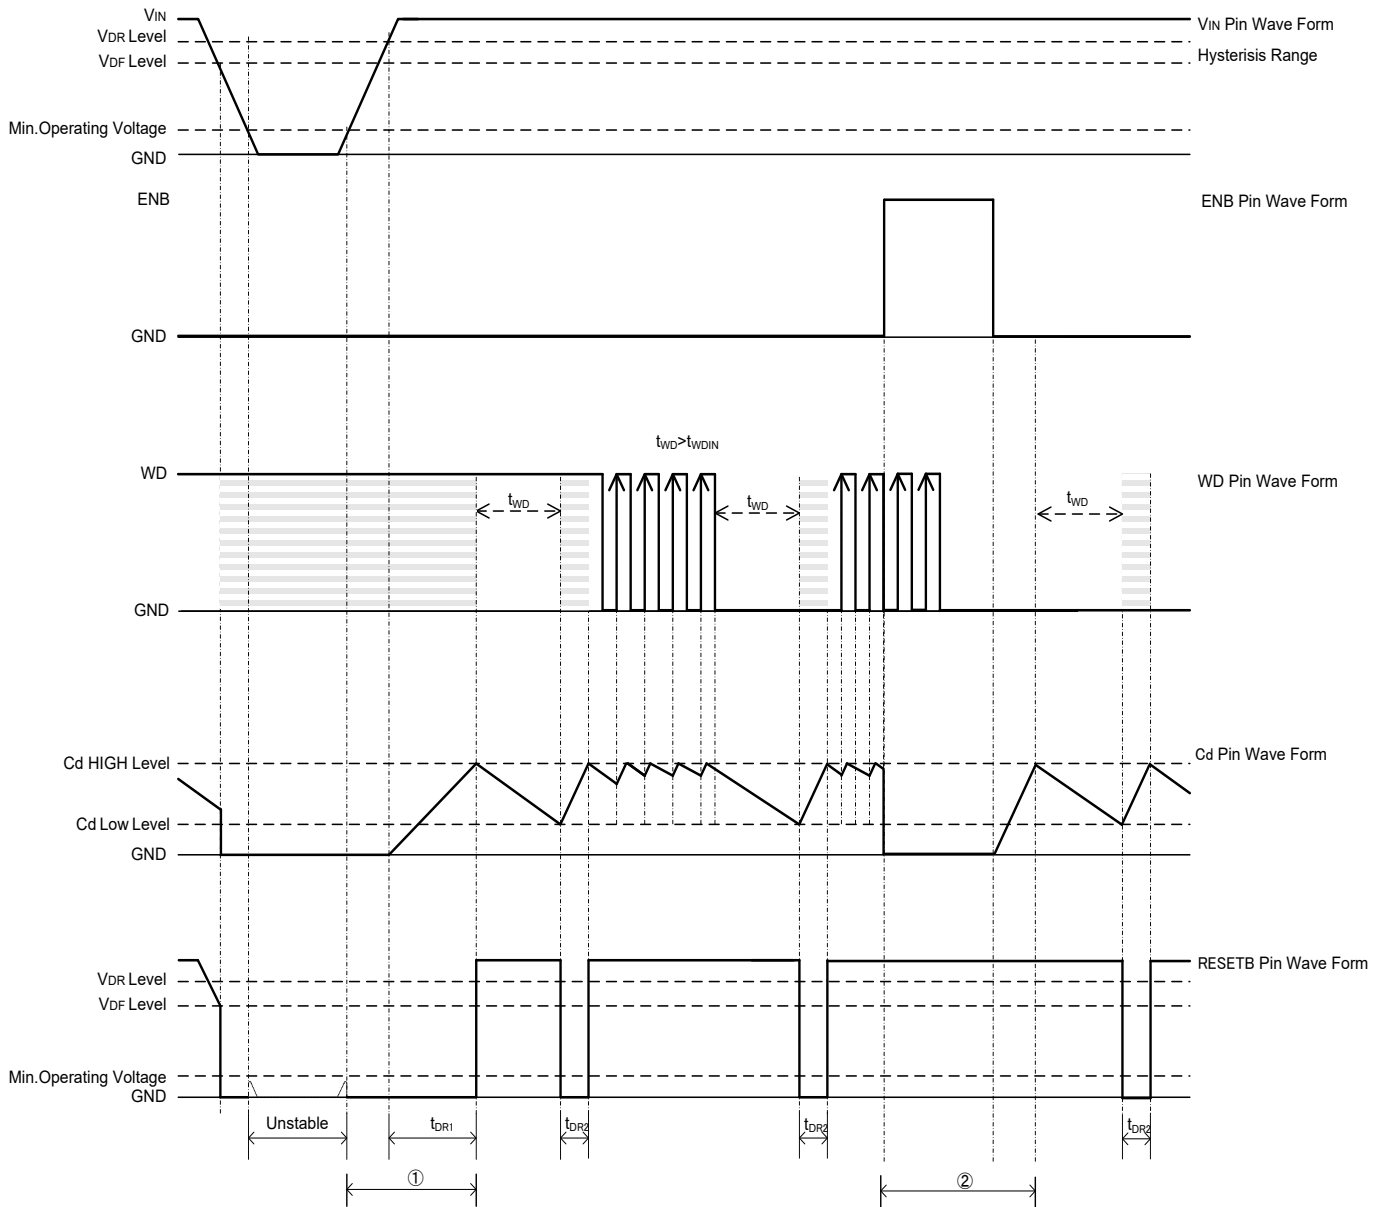 VIN
VIN Pin Wave Form
VDR Level
Hysterisis Range
VDF Level
Min.Operating Voltage
GND
ENB
ENB Pin Wave Form
GND
tWD>tWDIN
WD
WD Pin Wave Form
tWD
tWD
tWD
GND
Cd HIGH Level
Cd Pin Wave Form
Cd Low Level
GND
RESETB Pin Wave Form
VDR Level
VDF Level
Min.Operating Voltage
GND
Unstable
tDR1
tDR2
tDR2
tDR2
①
②